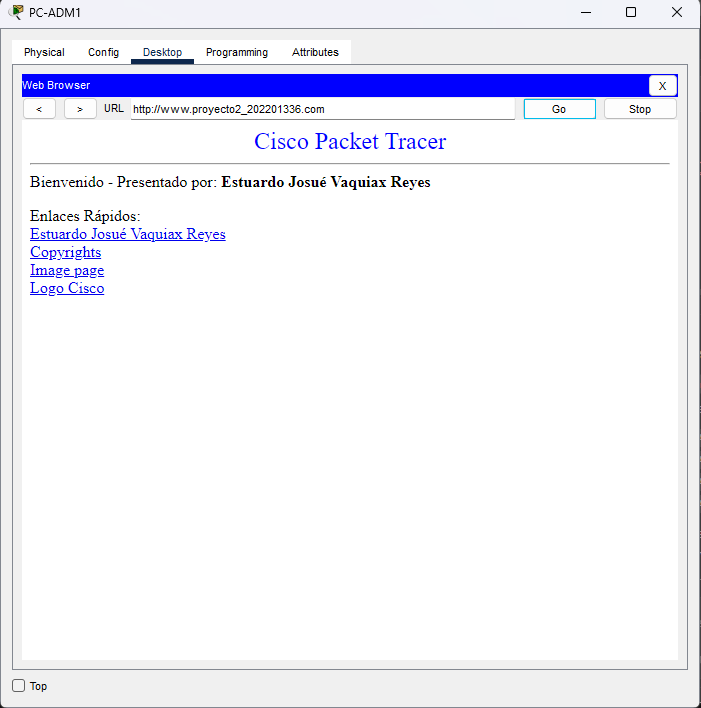 PC-ADM1
Physical Config Desktop Programming Attributes
Web Browser X
< > URL http://www.proyecto2_202201336.com Go Stop
Cisco Packet Tracer
Bienvenido - Presentado por: Estuardo Josué Vaquiax Reyes
Enlaces Rápidos:
Estuardo Josué Vaquiax Reyes
Copyrights
Image page
Logo Cisco
Top